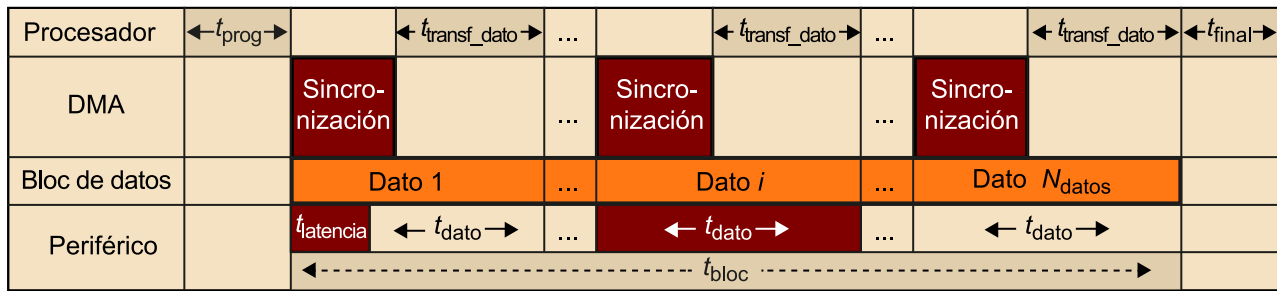 Procesador t_prog t_transf_dato ... t_transf_dato ... t_transf_dato t_final
DMA Sincro-nización ... Sincro-nización ... Sincro-nización
Bloc de datos Dato 1 ... Dato i ... Dato N_datos
Periférico t_latencia t_dato ... t_dato ... t_dato
t_bloc